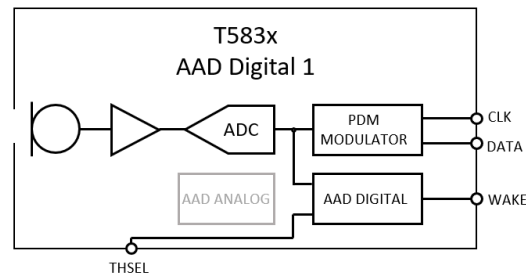 T583x
AAD Digital 1
ADC
PDM
MODULATOR
CLK
DATA
AAD ANALOG
AAD DIGITAL
WAKE
THSEL